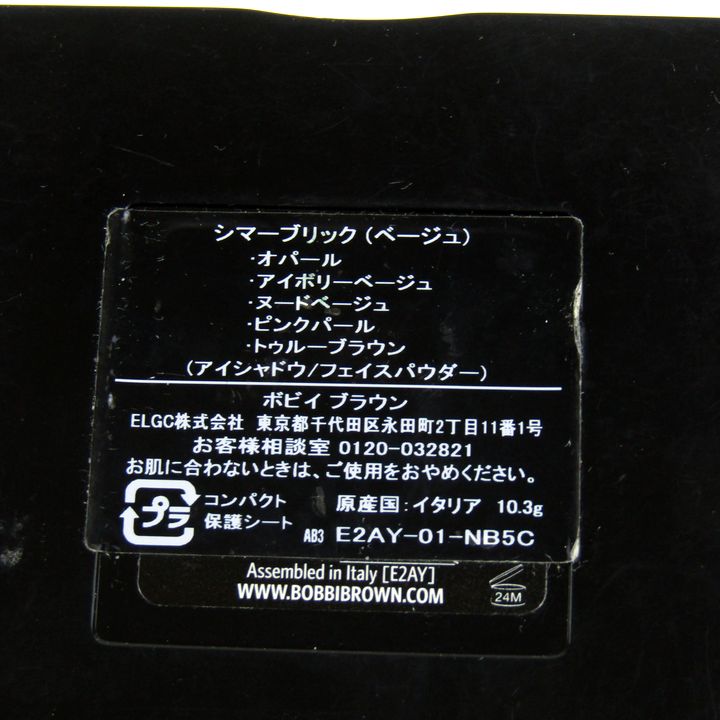 シマーブリック(ベージュ)
・オパール
・アイボリーベージュ
・ヌードベージュ
・ピンクパール
・トゥルーブラウン
(アイシャドウ/フェイスパウダー)
ボビイ ブラウン
ELGC株式会社 東京都千代田区永田町2丁目11番1号
お客様相談室 0120-032821
お肌に合わないときは、ご使用をおやめください。
プラ コンパクト 原産国:イタリア 10.3g
保護シート AB3 E2AY-01-NB5C
Assembled in Italy [E2AY]
WWW.BOBBIBROWN.COM
24M